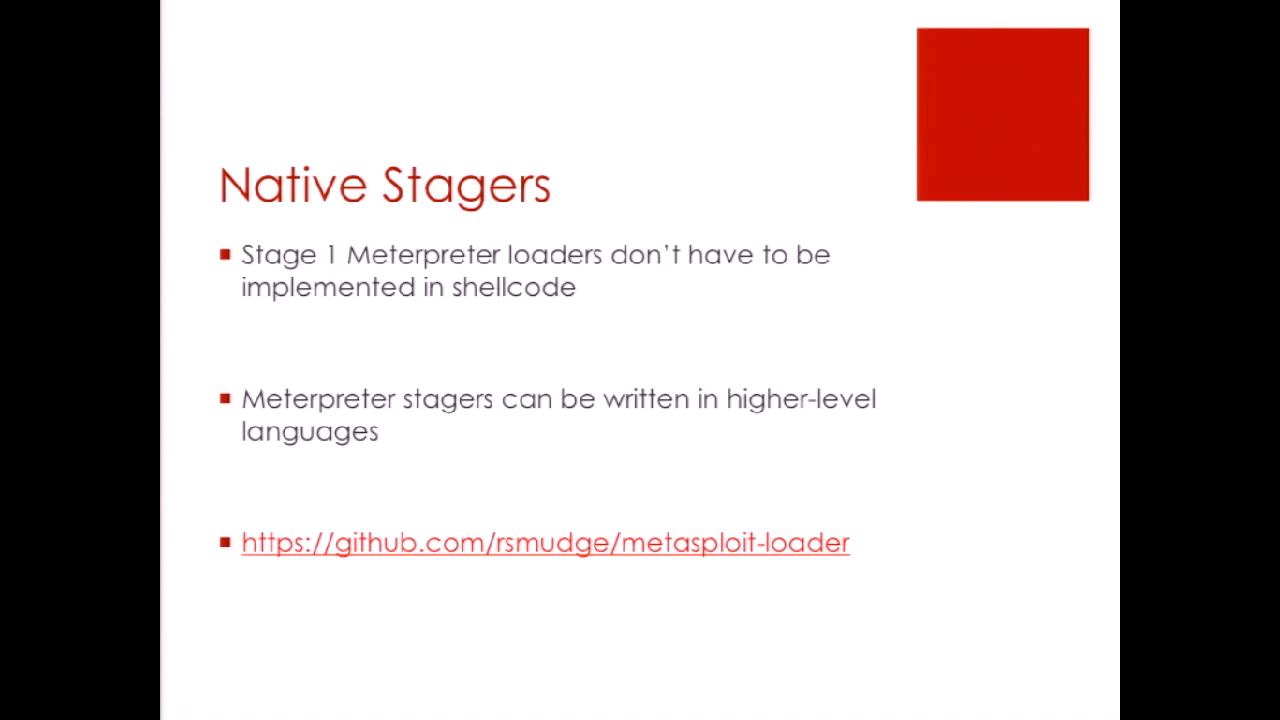 Native Stagers
Stage 1 Meterpreter loaders don't have to be
implemented in shellcode
Meterpreter stagers can be written in higher-level
languages
https://github.com/rsmudge/metasploit-loader